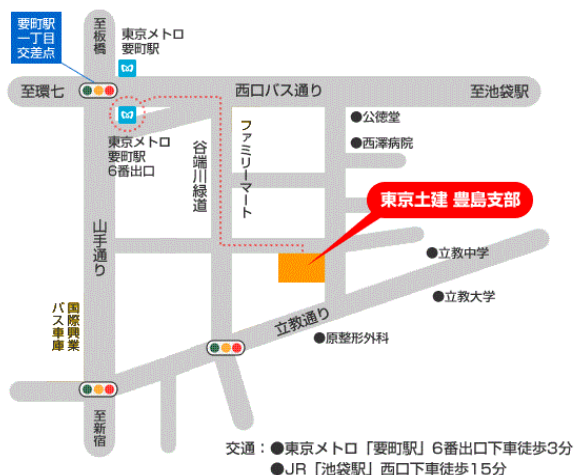 要町駅
一丁目
交差点
至板橋
東京メトロ
要町駅
至環七
西口バス通り
至池袋駅
東京メトロ
要町駅
6番出口
谷端川緑道
ファミリーマート
●公徳堂
●西澤病院
東京土建 豊島支部
山手通り
●立教中学
●立教大学
国際興業
バス車庫
立教通り
●原整形外科
至新宿
交通：●東京メトロ「要町駅」6番出口下車徒歩3分
●JR「池袋駅」西口下車徒歩15分